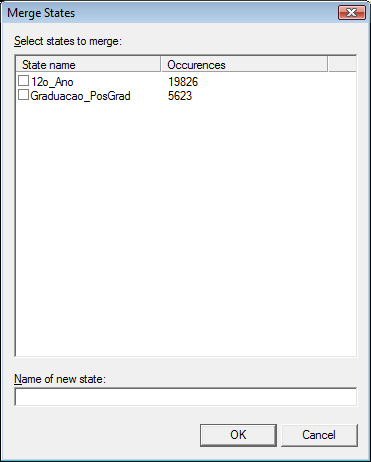 Merge States
Select states to merge:
State name Occurences
12o_Ano 19826
Graduacao_PosGrad 5623
Name of new state:
OK Cancel